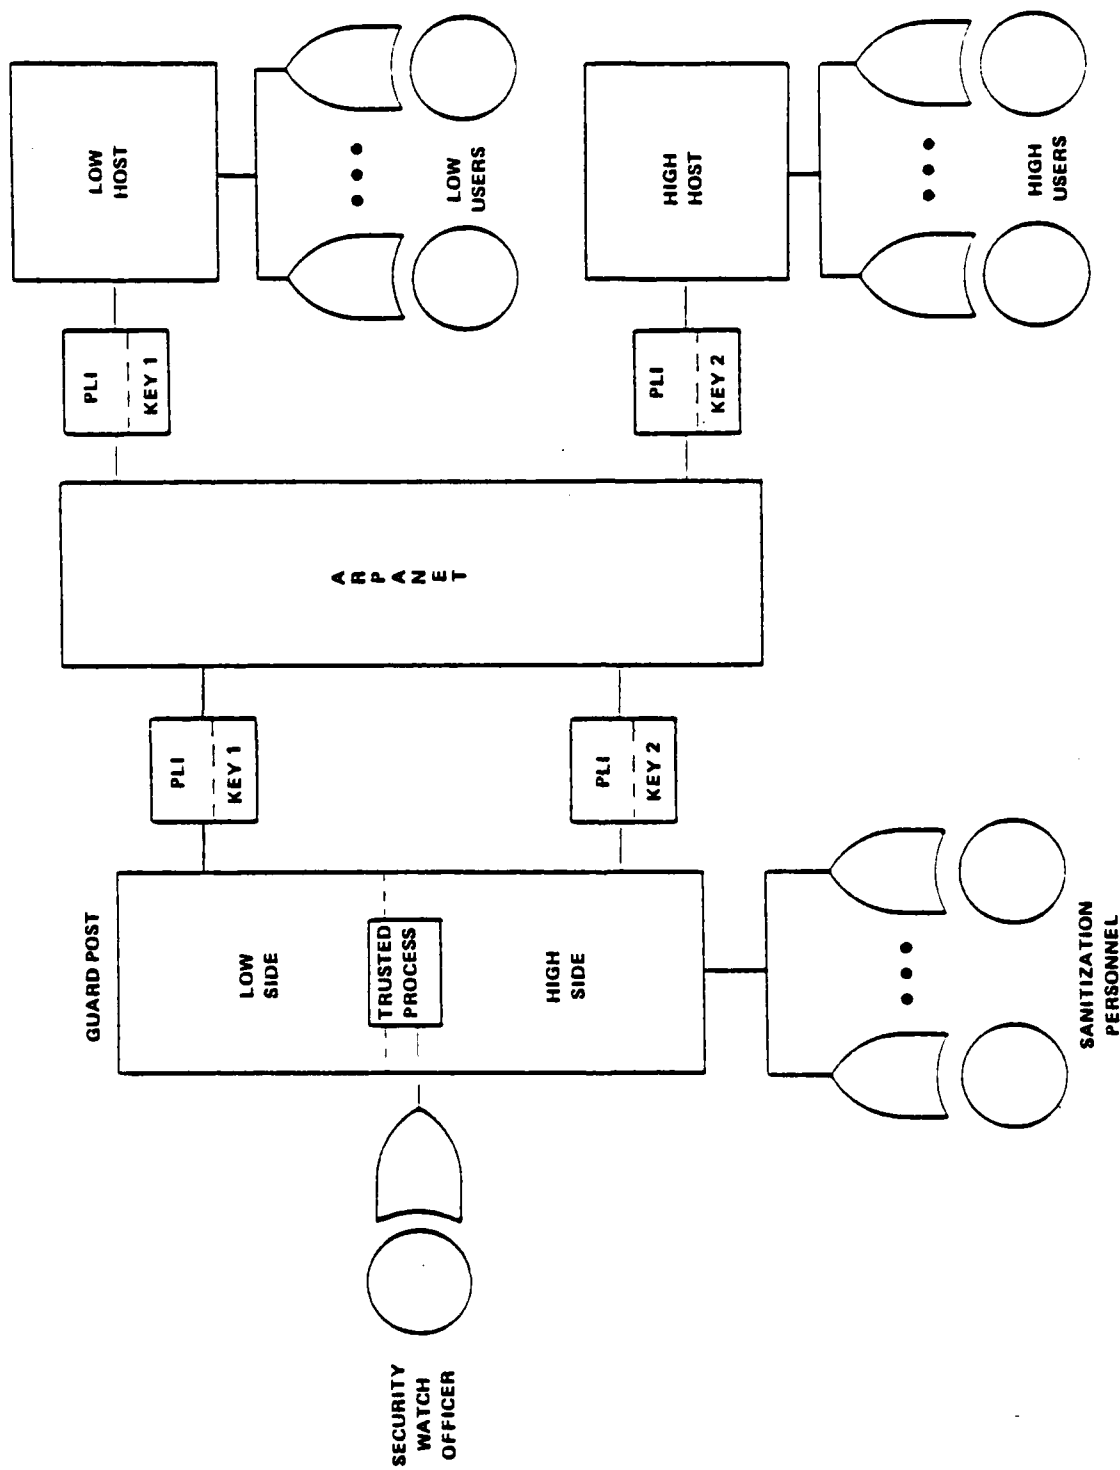 GUARD POST
LOW
SIDE
TRUSTED
PROCESS
HIGH
SIDE
SECURITY
WATCH
OFFICER
SANITIZATION
PERSONNEL
PLI
KEY 1
PLI
KEY 2
A
R
P
A
N
E
T
PLI
KEY 1
PLI
KEY 2
LOW
HOST
LOW
USERS
HIGH
HOST
HIGH
USERS